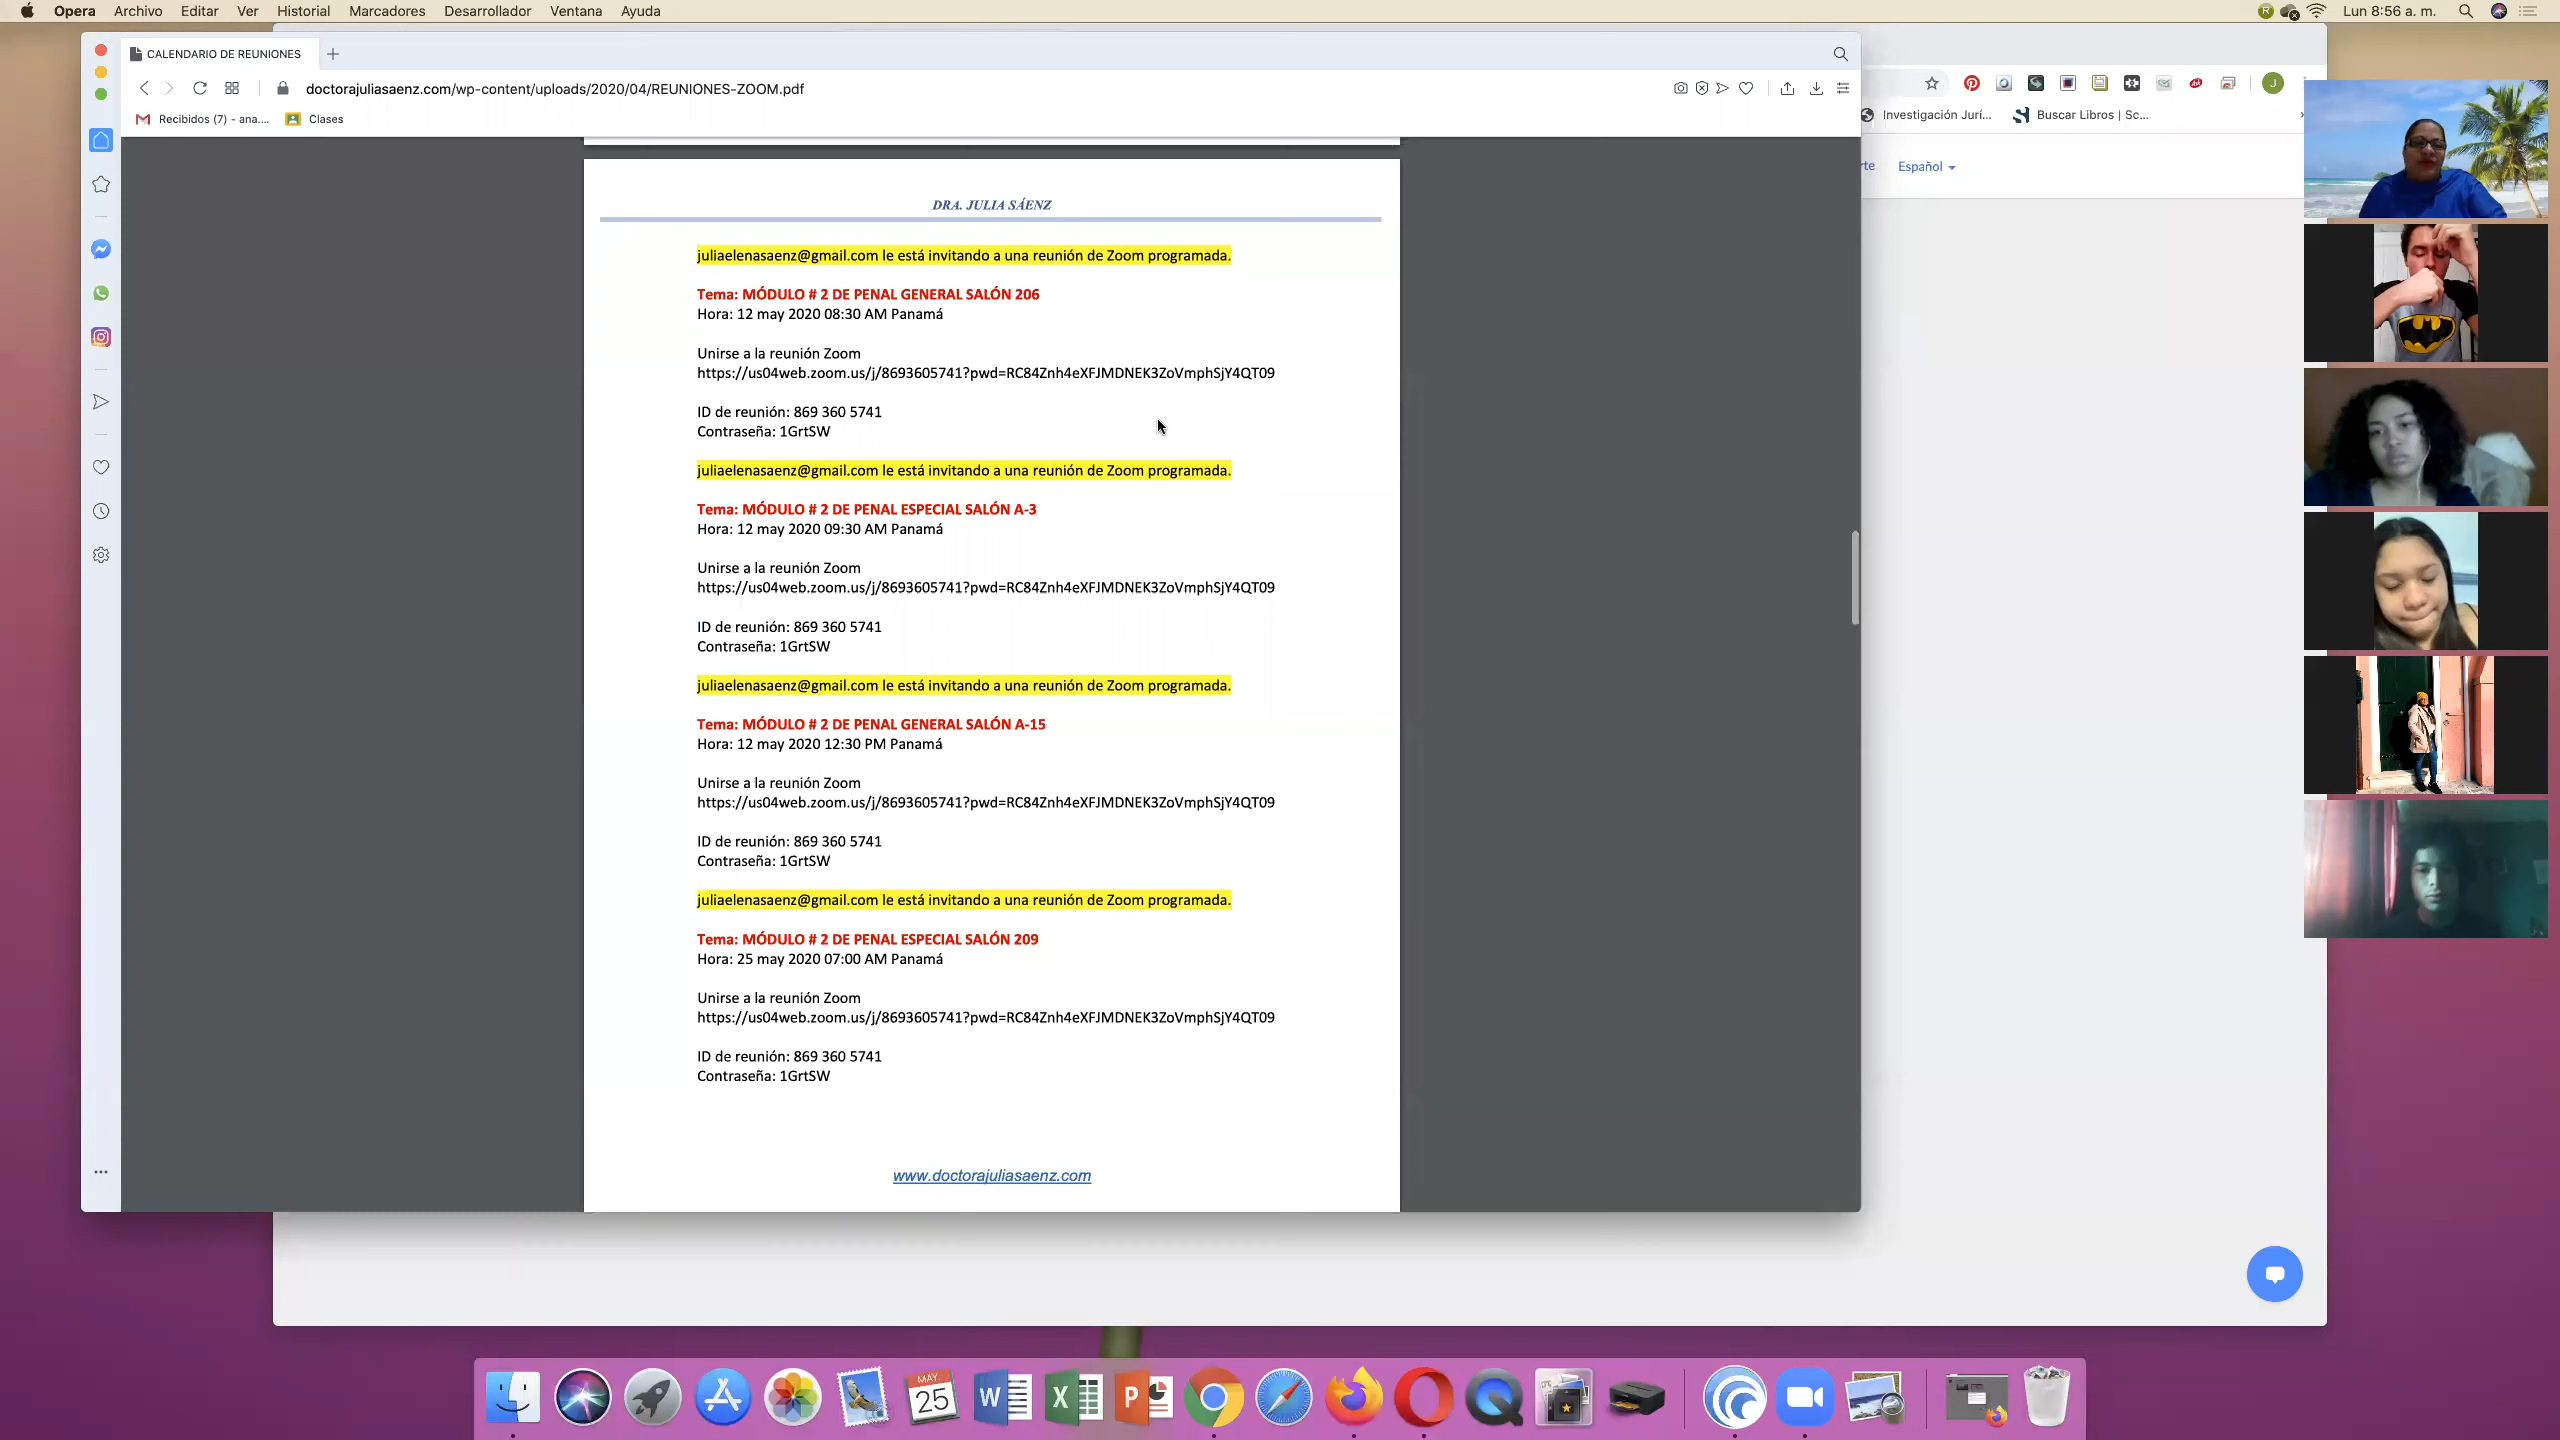 Opera Archivo Editar Ver Historial Marcadores Desarrollador Ventana Ayuda
Lun 8:56 a. m.
CALENDARIO DE REUNIONES
doctorajuliasaenz.com/wp-content/uploads/2020/04/REUNIONES-ZOOM.pdf
Recibidos (7) - ana.... Clases
Investigación Jurí... Buscar Libros | Sc...
rte Español
DRA. JULIA SÁENZ
juliaelenasaenz@gmail.com le está invitando a una reunión de Zoom programada.
Tema: MÓDULO # 2 DE PENAL GENERAL SALÓN 206
Hora: 12 may 2020 08:30 AM Panamá
Unirse a la reunión Zoom
https://us04web.zoom.us/j/8693605741?pwd=RC84Znh4eXFJMDNEK3ZoVmphSjY4QT09
ID de reunión: 869 360 5741
Contraseña: 1GrtSW
juliaelenasaenz@gmail.com le está invitando a una reunión de Zoom programada.
Tema: MÓDULO # 2 DE PENAL ESPECIAL SALÓN A-3
Hora: 12 may 2020 09:30 AM Panamá
Unirse a la reunión Zoom
https://us04web.zoom.us/j/8693605741?pwd=RC84Znh4eXFJMDNEK3ZoVmphSjY4QT09
ID de reunión: 869 360 5741
Contraseña: 1GrtSW
juliaelenasaenz@gmail.com le está invitando a una reunión de Zoom programada.
Tema: MÓDULO # 2 DE PENAL GENERAL SALÓN A-15
Hora: 12 may 2020 12:30 PM Panamá
Unirse a la reunión Zoom
https://us04web.zoom.us/j/8693605741?pwd=RC84Znh4eXFJMDNEK3ZoVmphSjY4QT09
ID de reunión: 869 360 5741
Contraseña: 1GrtSW
juliaelenasaenz@gmail.com le está invitando a una reunión de Zoom programada.
Tema: MÓDULO # 2 DE PENAL ESPECIAL SALÓN 209
Hora: 25 may 2020 07:00 AM Panamá
Unirse a la reunión Zoom
https://us04web.zoom.us/j/8693605741?pwd=RC84Znh4eXFJMDNEK3ZoVmphSjY4QT09
ID de reunión: 869 360 5741
Contraseña: 1GrtSW
www.doctorajuliasaenz.com
MAY.
25